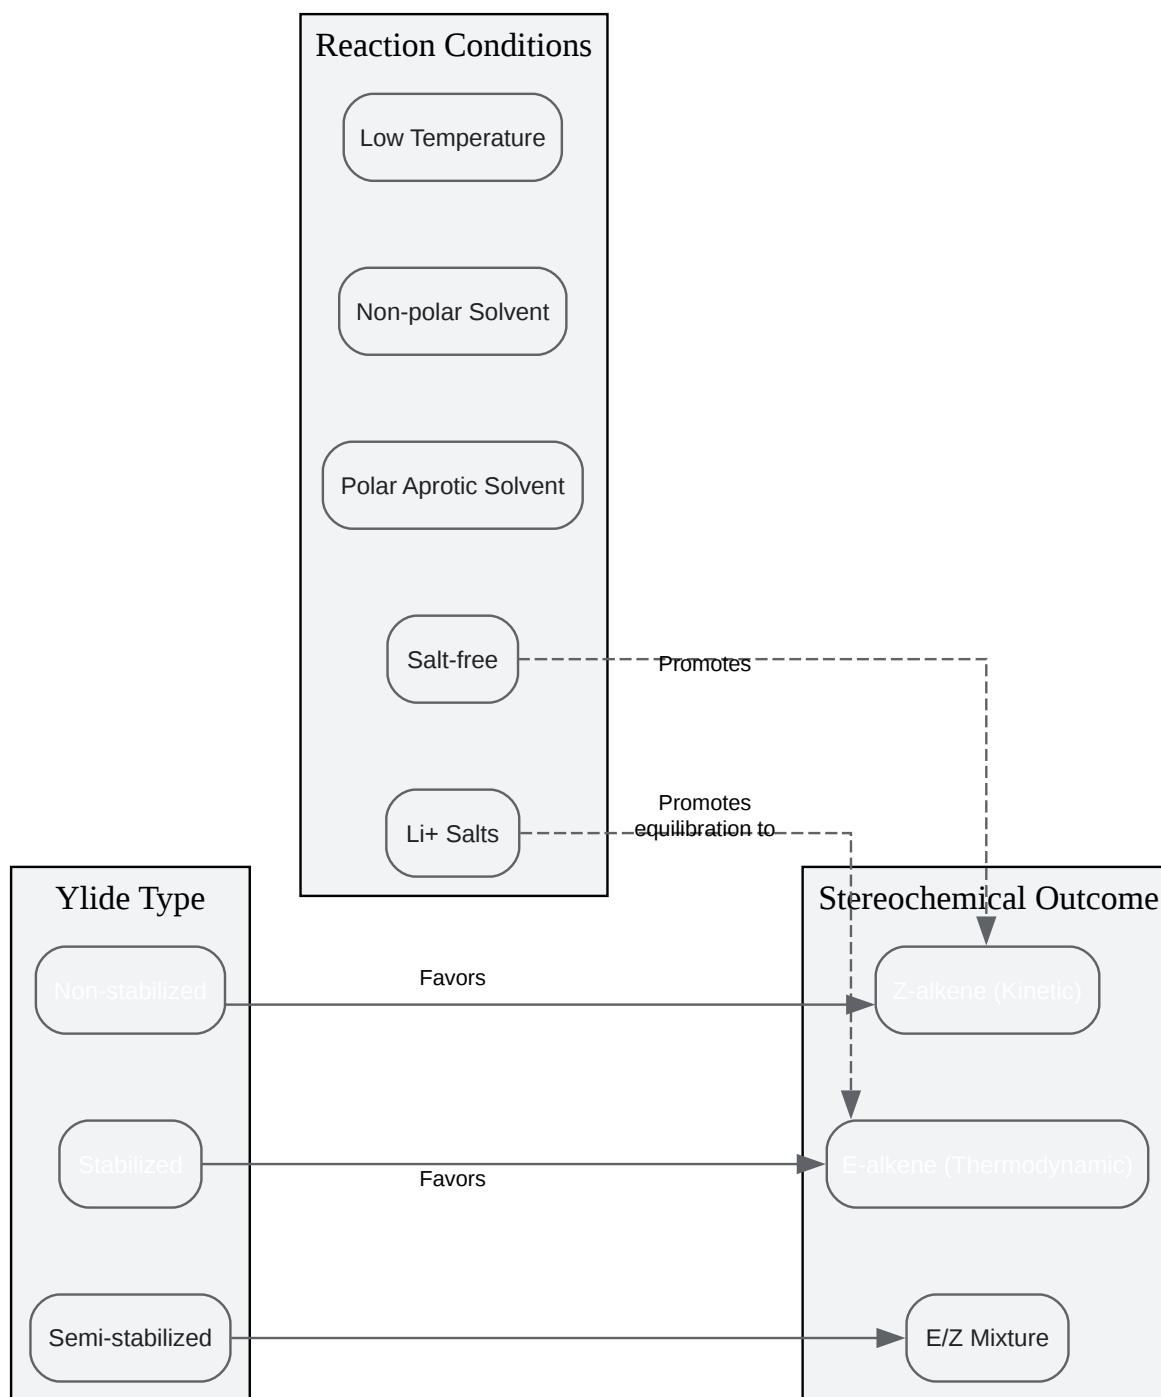 Reaction Conditions
Low Temperature
Non-polar Solvent
Polar Aprotic Solvent
Salt-free
Promotes
Li+ Salts
Promotes
equilibration to
Ylide Type
Stereochemical Outcome
Non-stabilized
Favors
Z-alkene (Kinetic)
Stabilized
Favors
E-alkene (Thermodynamic)
Semi-stabilized
E/Z Mixture